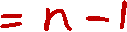 = n - 1